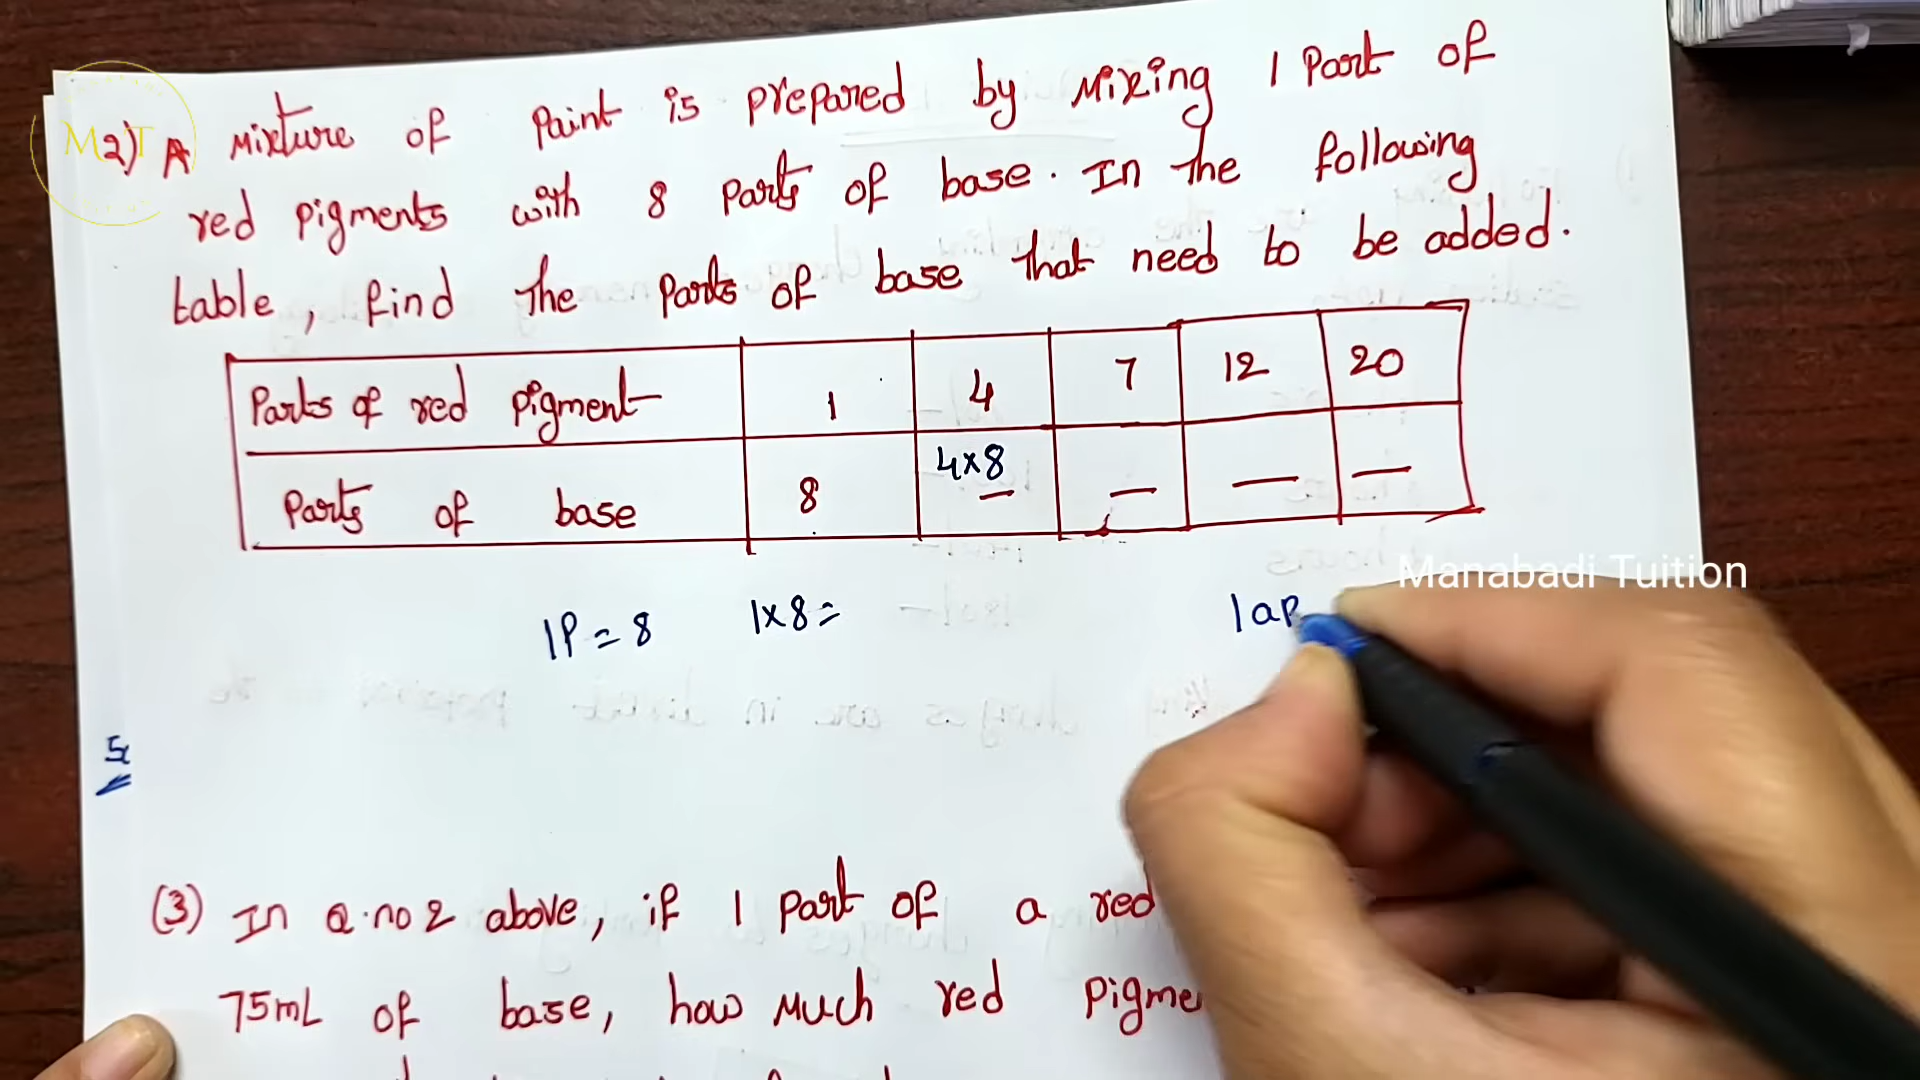 2) A Mixture of Paint is prepared by Mixing 1 Part of
red pigments with 8 Parts of base. In the following
table, find the Parts of base that need to be added.
Parts of red pigment 1 4 7 12 20
Parts of base 8 4×8 — — — —
1P = 8 1×8 =
5
(3) In Q.no 2 above, if 1 part of a red
75mL of base, how much red
MT
Manabadi Tuition